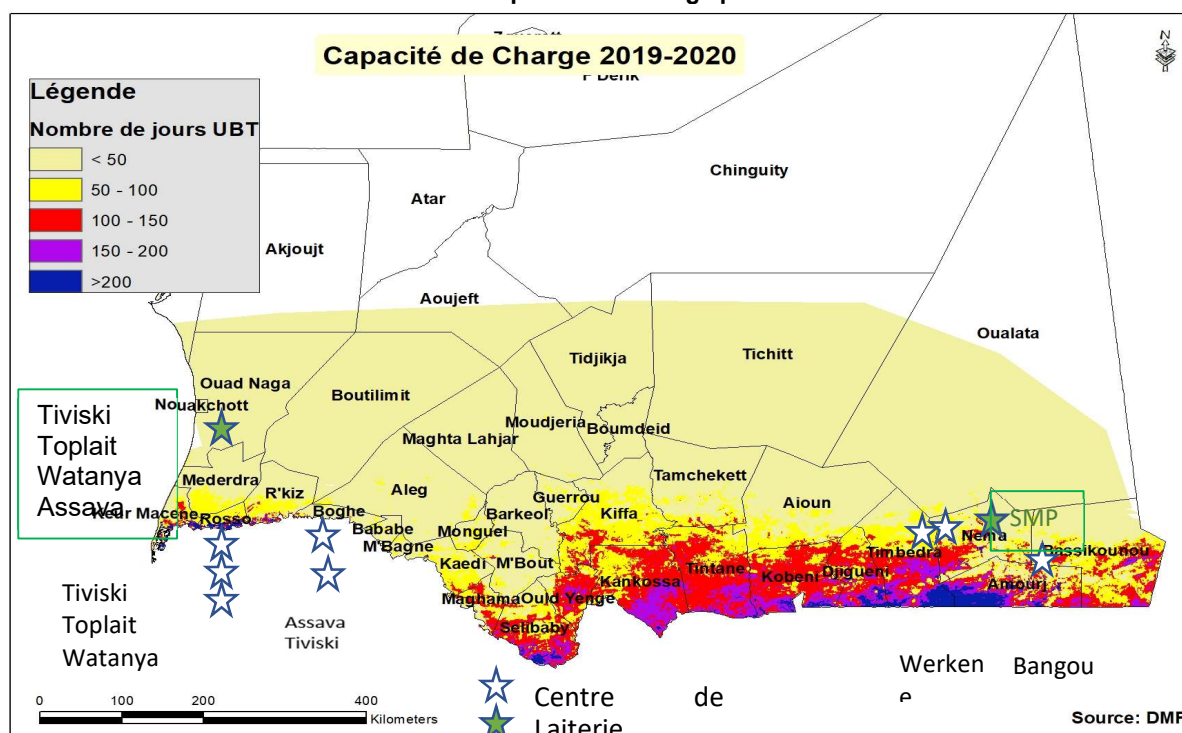 Capacité de Charge 2019-2020
N
Légende
Nombre de jours UBT
< 50
50 - 100
100 - 150
150 - 200
>200
Chinguity
Atar
Akjoujt
Aoujeft
Oualata
Tidjikja
Tichitt
Ouad Naga
Boutilimit
Nouakchott
Moudjeria
Boumdeid
Maghta Lahjar
Tiviski
Toplait
Watanya
Assava
Mederdra
R'kiz
Aleg
Guerrou
Tamchekett
Aioun
Keur Macene
Rosso
Boghe
Barkeol
Kiffa
Bababe
Monguel
M'Bagne
SMP
Nema
Timbedra
Bassikounou
Kaedi
M'Bout
Kankossa
Tintane
Kobeni
Djigueni
Amourj
Maghama
Ould Yenge
Selibaby
Tiviski
Toplait
Watanya
Assava
Tiviski
Werken
Bangou
Centre de
Laiterie
0 100 200 400
Kilometers
Source: DMP